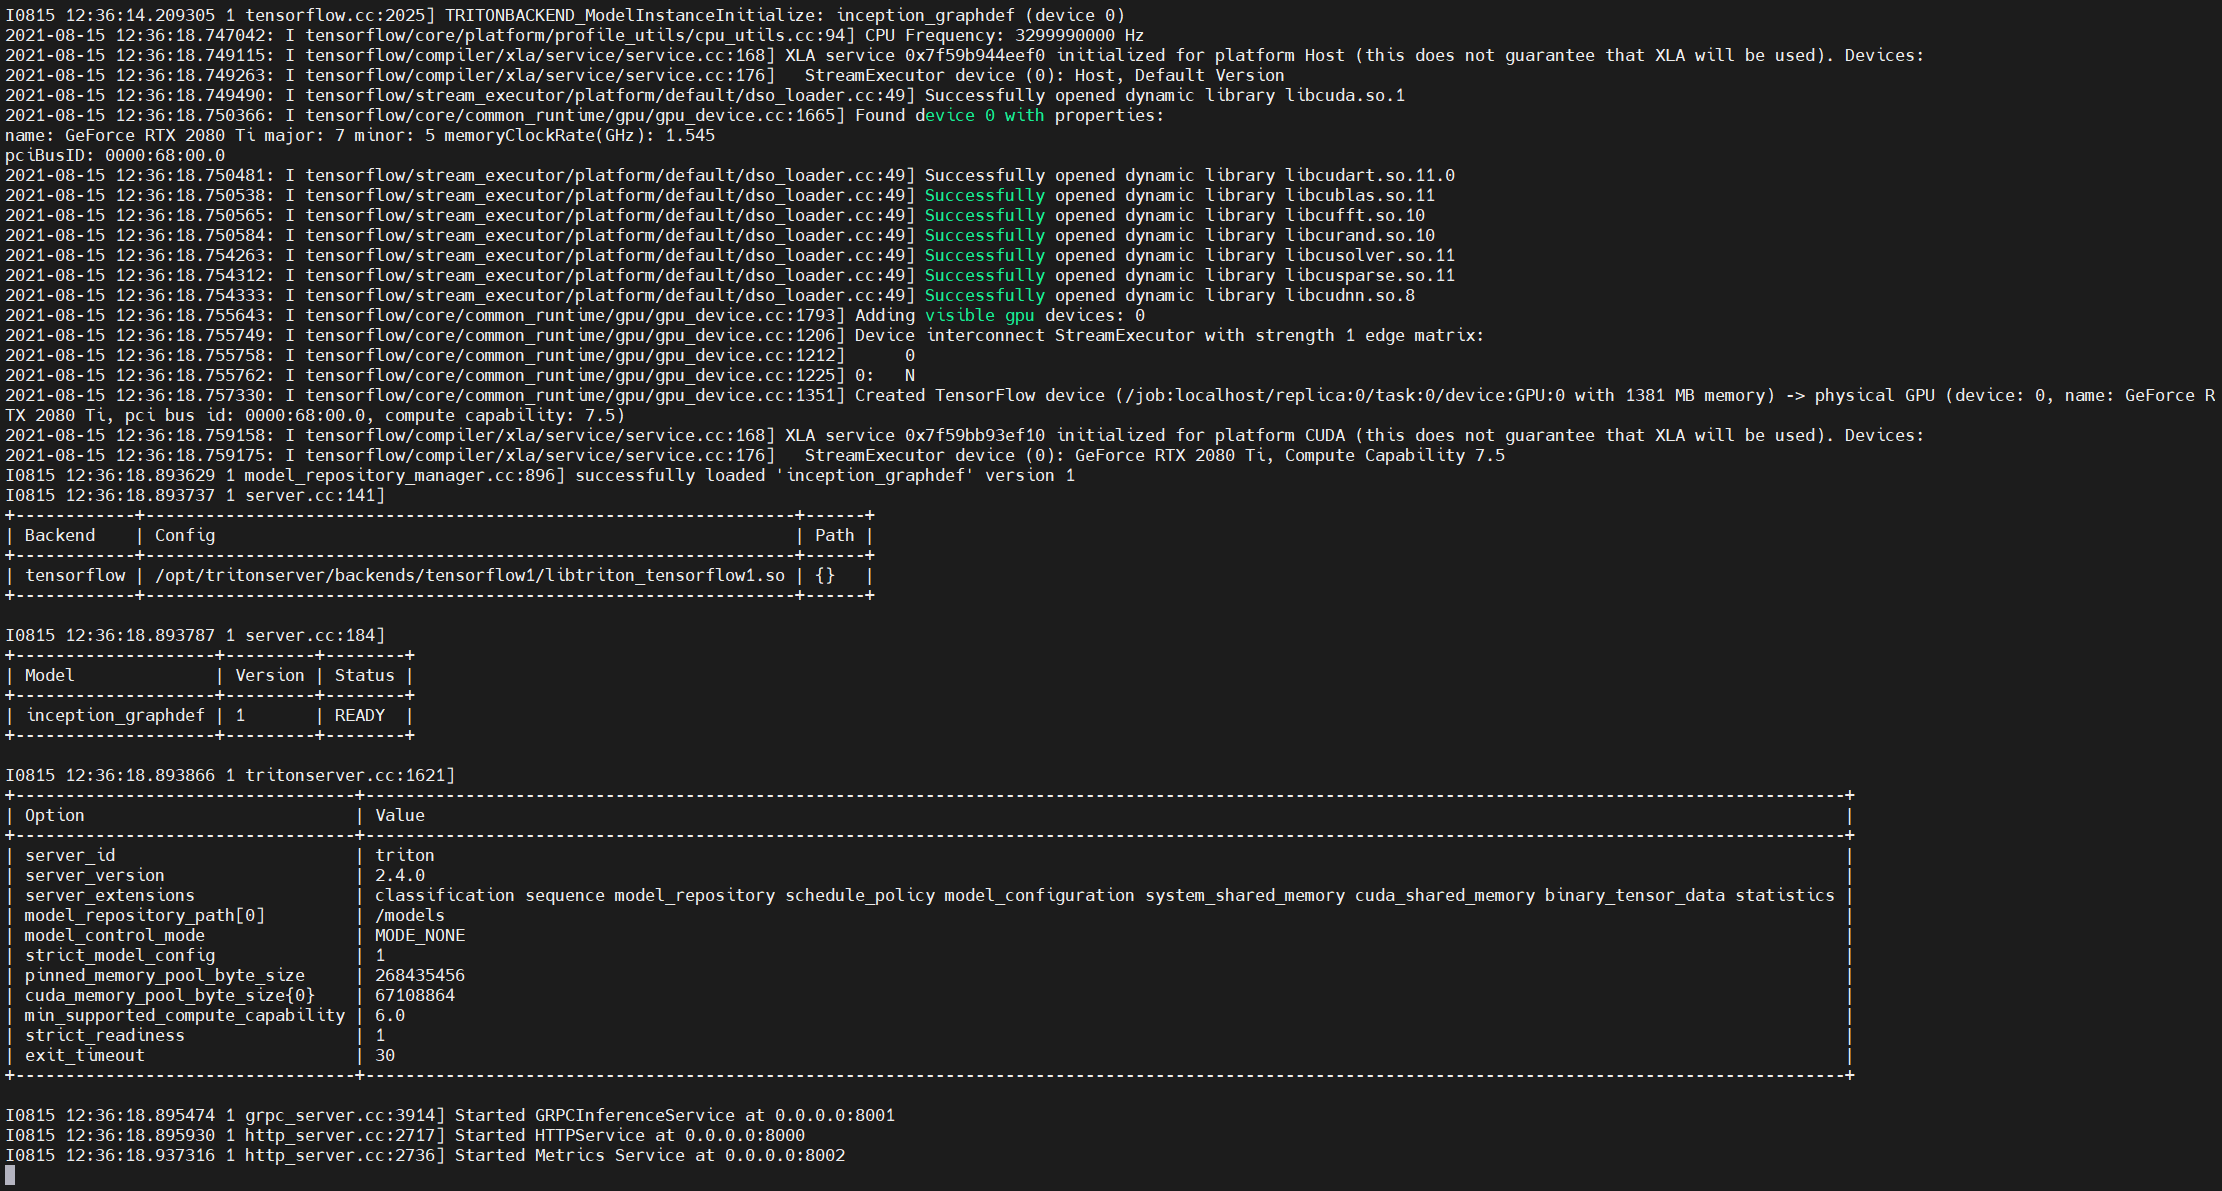 I0815 12:36:14.209305 1 tensorflow.cc:2025] TRITONBACKEND_ModelInstanceInitialize: inception_graphdef (device 0)
2021-08-15 12:36:18.747042: I tensorflow/core/platform/profile_utils/cpu_utils.cc:94] CPU Frequency: 3299990000 Hz
2021-08-15 12:36:18.749115: I tensorflow/compiler/xla/service/service.cc:168] XLA service 0x7f59b944eef0 initialized for platform Host (this does not guarantee that XLA will be used). Devices:
2021-08-15 12:36:18.749263: I tensorflow/compiler/xla/service/service.cc:176]   StreamExecutor device (0): Host, Default Version
2021-08-15 12:36:18.749490: I tensorflow/stream_executor/platform/default/dso_loader.cc:49] Successfully opened dynamic library libcuda.so.1
2021-08-15 12:36:18.750366: I tensorflow/core/common_runtime/gpu/gpu_device.cc:1665] Found device 0 with properties:
name: GeForce RTX 2080 Ti major: 7 minor: 5 memoryClockRate(GHz): 1.545
pciBusID: 0000:68:00.0
2021-08-15 12:36:18.750481: I tensorflow/stream_executor/platform/default/dso_loader.cc:49] Successfully opened dynamic library libcudart.so.11.0
2021-08-15 12:36:18.750538: I tensorflow/stream_executor/platform/default/dso_loader.cc:49] Successfully opened dynamic library libcublas.so.11
2021-08-15 12:36:18.750565: I tensorflow/stream_executor/platform/default/dso_loader.cc:49] Successfully opened dynamic library libcufft.so.10
2021-08-15 12:36:18.750584: I tensorflow/stream_executor/platform/default/dso_loader.cc:49] Successfully opened dynamic library libcurand.so.10
2021-08-15 12:36:18.754263: I tensorflow/stream_executor/platform/default/dso_loader.cc:49] Successfully opened dynamic library libcusolver.so.11
2021-08-15 12:36:18.754312: I tensorflow/stream_executor/platform/default/dso_loader.cc:49] Successfully opened dynamic library libcusparse.so.11
2021-08-15 12:36:18.754333: I tensorflow/stream_executor/platform/default/dso_loader.cc:49] Successfully opened dynamic library libcudnn.so.8
2021-08-15 12:36:18.755643: I tensorflow/core/common_runtime/gpu/gpu_device.cc:1793] Adding visible gpu devices: 0
2021-08-15 12:36:18.755749: I tensorflow/core/common_runtime/gpu/gpu_device.cc:1206] Device interconnect StreamExecutor with strength 1 edge matrix:
2021-08-15 12:36:18.755758: I tensorflow/core/common_runtime/gpu/gpu_device.cc:1212]      0
2021-08-15 12:36:18.755762: I tensorflow/core/common_runtime/gpu/gpu_device.cc:1225] 0:   N
2021-08-15 12:36:18.757330: I tensorflow/core/common_runtime/gpu/gpu_device.cc:1351] Created TensorFlow device (/job:localhost/replica:0/task:0/device:GPU:0 with 1381 MB memory) -> physical GPU (device: 0, name: GeForce R
TX 2080 Ti, pci bus id: 0000:68:00.0, compute capability: 7.5)
2021-08-15 12:36:18.759158: I tensorflow/compiler/xla/service/service.cc:168] XLA service 0x7f59bb93ef10 initialized for platform CUDA (this does not guarantee that XLA will be used). Devices:
2021-08-15 12:36:18.759175: I tensorflow/compiler/xla/service/service.cc:176]   StreamExecutor device (0): GeForce RTX 2080 Ti, Compute Capability 7.5
I0815 12:36:18.893629 1 model_repository_manager.cc:896] successfully loaded 'inception_graphdef' version 1
I0815 12:36:18.893737 1 server.cc:141]
| Backend | Config | Path |
| tensorflow | /opt/tritonserver/backends/tensorflow1/libtriton_tensorflow1.so | {} |
I0815 12:36:18.893787 1 server.cc:184]
| Model | Version | Status |
| inception_graphdef | 1 | READY |
I0815 12:36:18.893866 1 tritonserver.cc:1621]
| Option | Value |
| server_id | triton |
| server_version | 2.4.0 |
| server_extensions | classification sequence model_repository schedule_policy model_configuration system_shared_memory cuda_shared_memory binary_tensor_data statistics |
| model_repository_path[0] | /models |
| model_control_mode | MODE_NONE |
| strict_model_config | 1 |
| pinned_memory_pool_byte_size | 268435456 |
| cuda_memory_pool_byte_size{0} | 67108864 |
| min_supported_compute_capability | 6.0 |
| strict_readiness | 1 |
| exit_timeout | 30 |
I0815 12:36:18.895474 1 grpc_server.cc:3914] Started GRPCInferenceService at 0.0.0.0:8001
I0815 12:36:18.895930 1 http_server.cc:2717] Started HTTPService at 0.0.0.0:8000
I0815 12:36:18.937316 1 http_server.cc:2736] Started Metrics Service at 0.0.0.0:8002